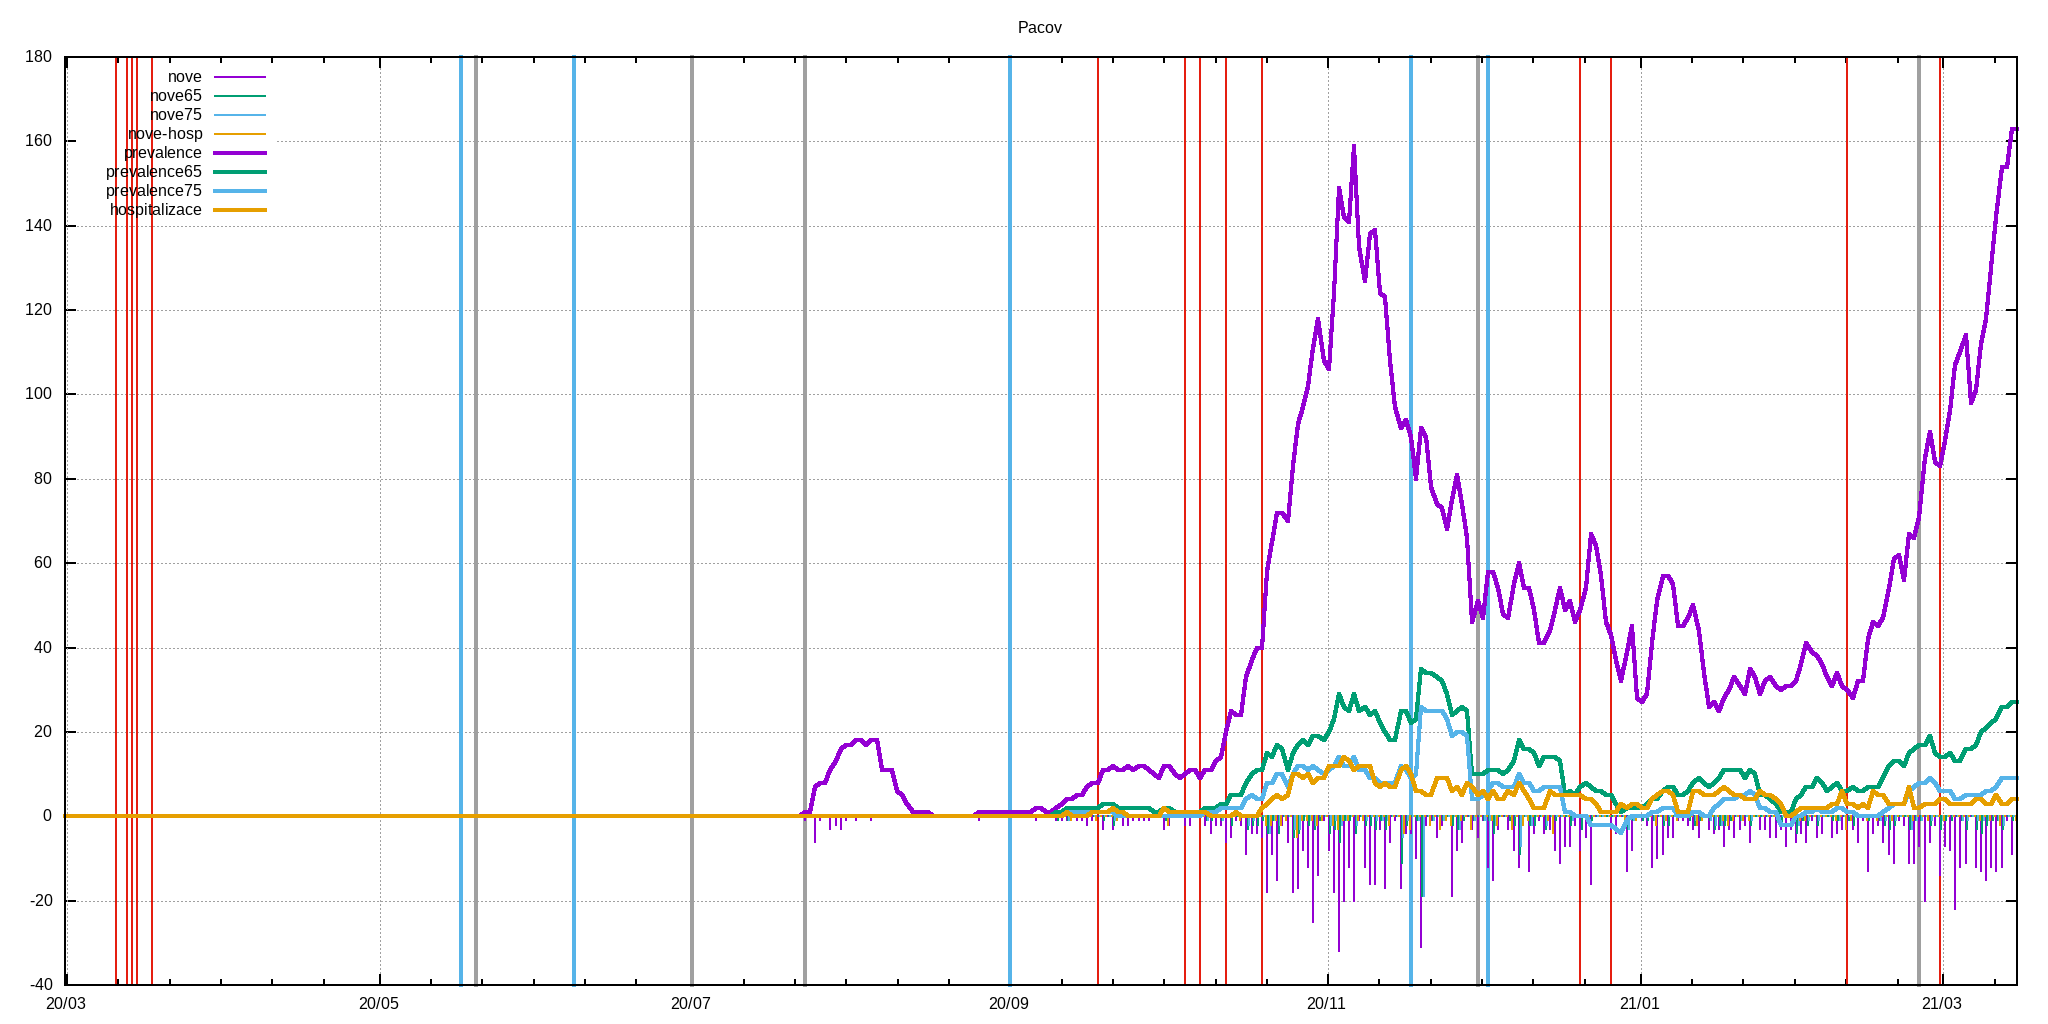 Pacov
180
160
140
120
100
80
60
40
20
0
-20
-40
nove
nove65
nove75
nove-hosp
prevalence
prevalence65
prevalence75
hospitalizace
20/03 20/05 20/07 20/09 20/11 21/01 21/03